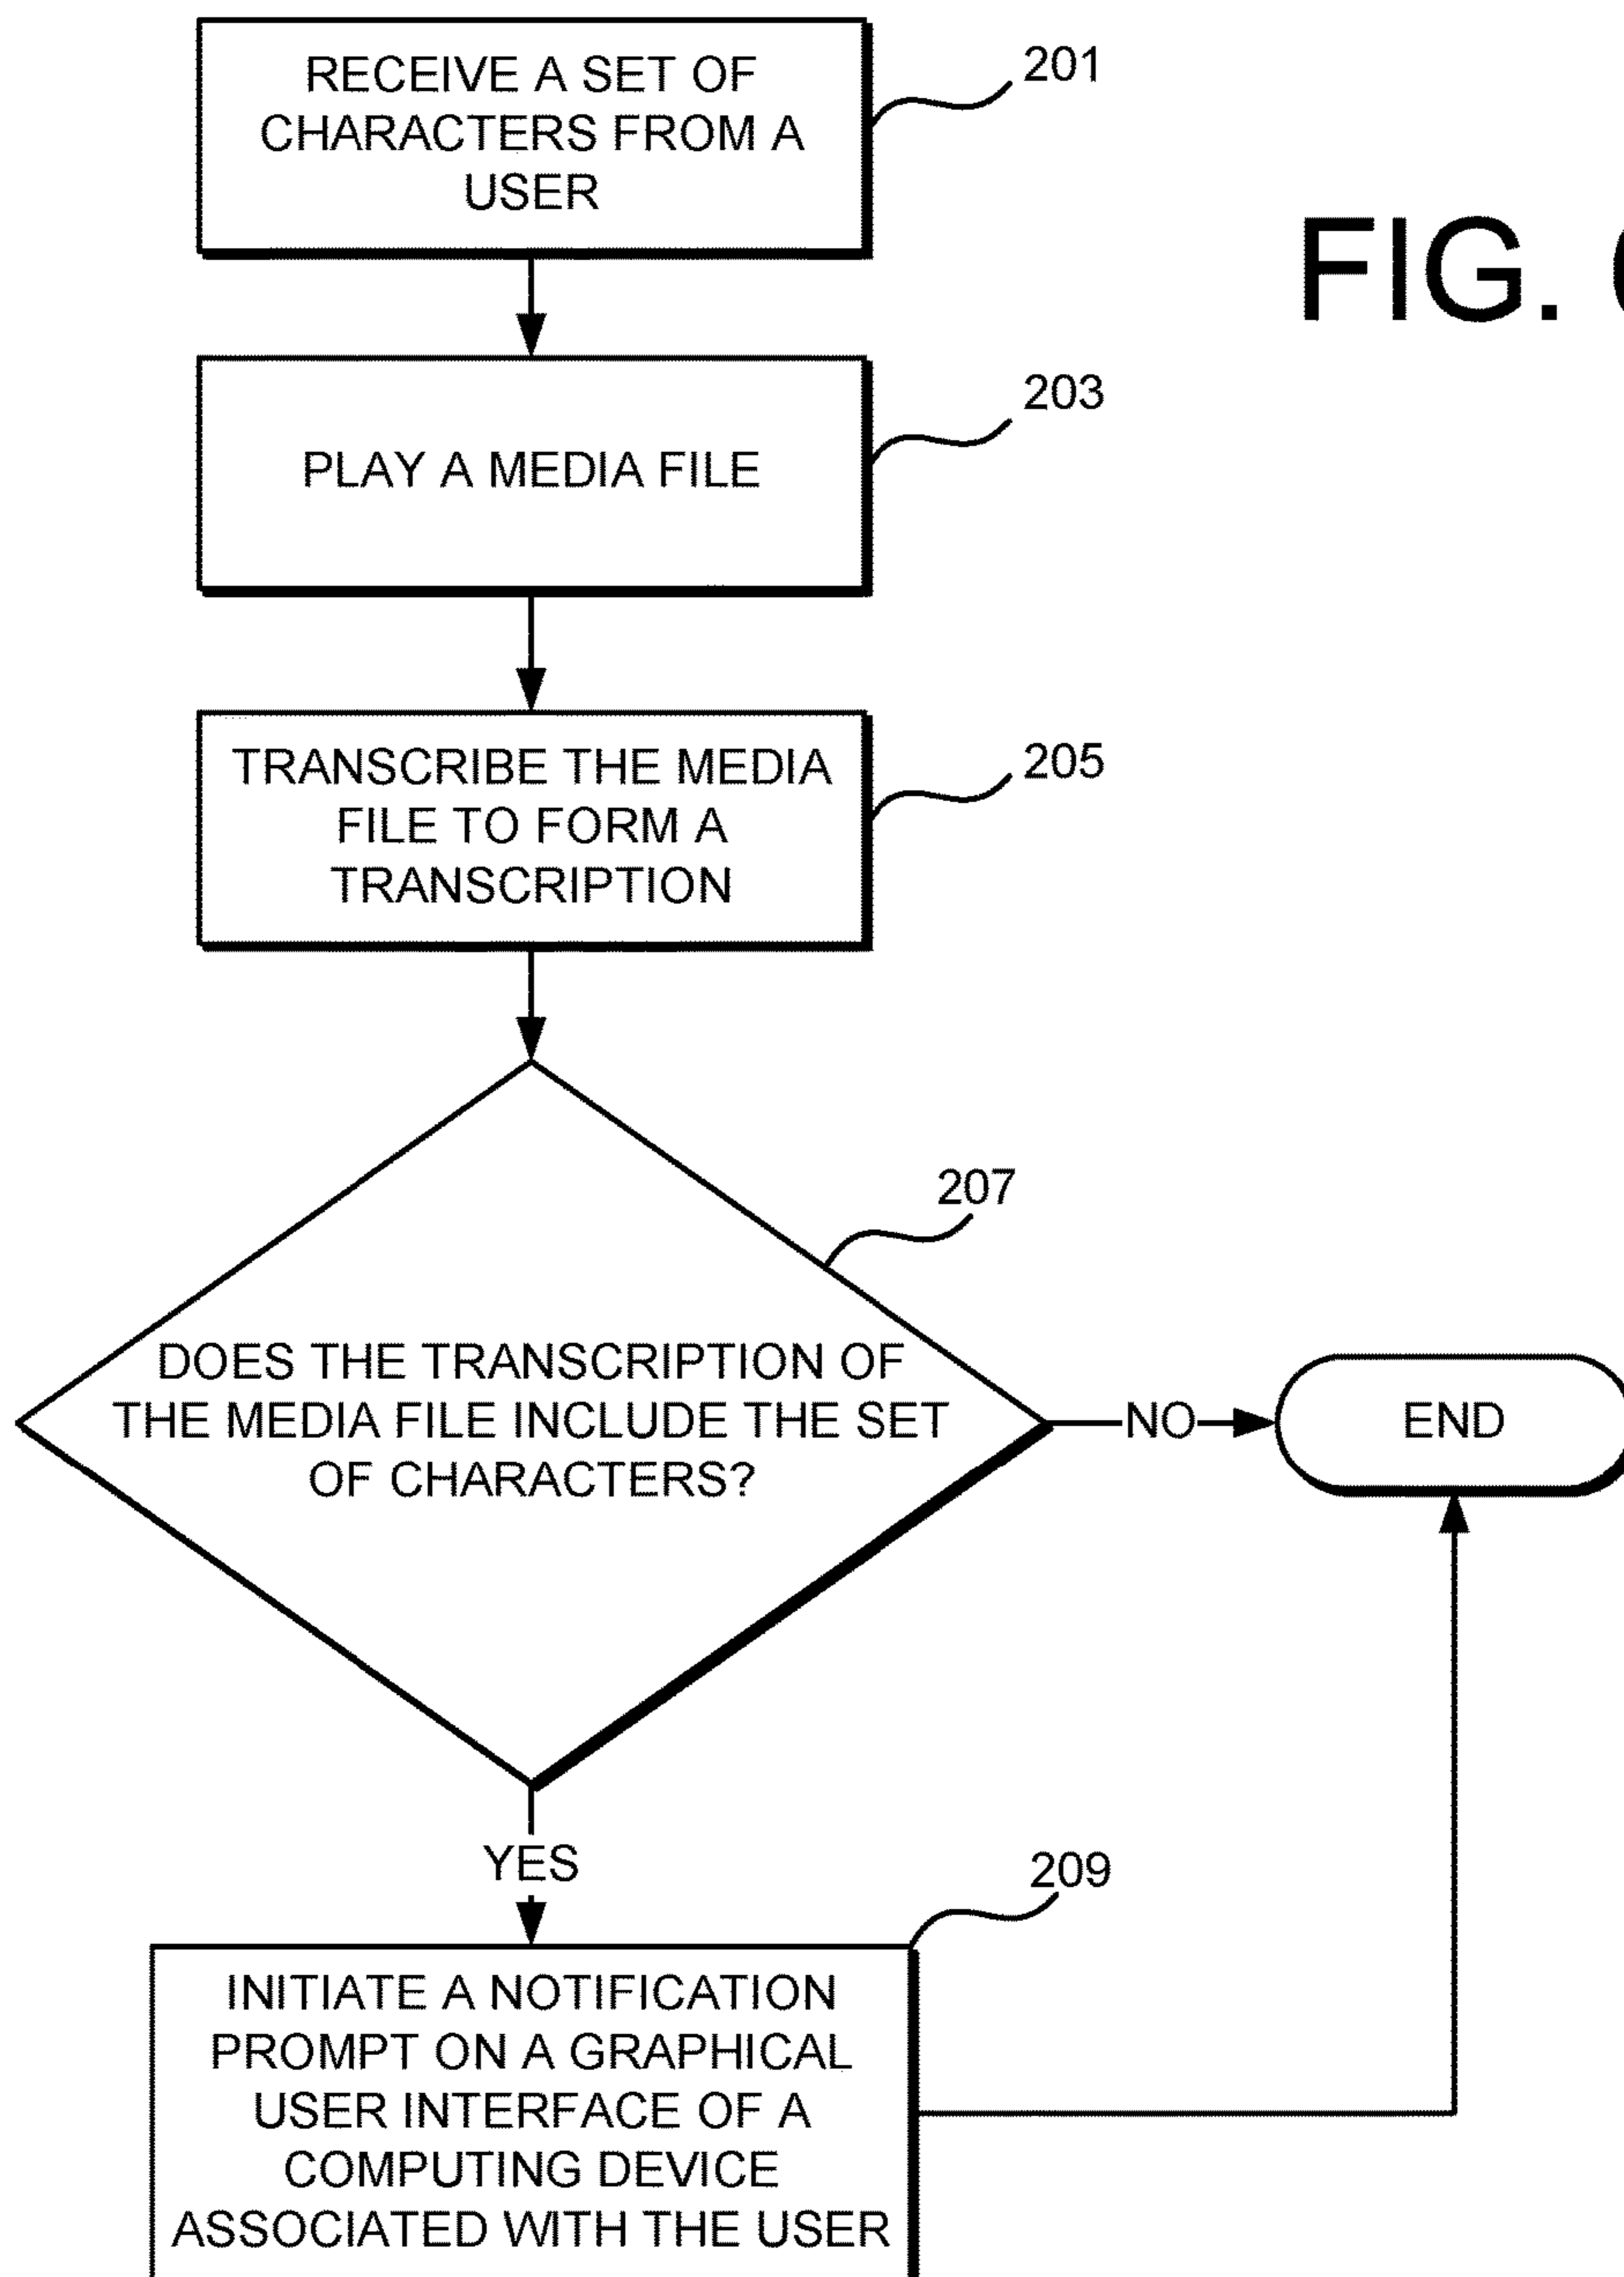 RECEIVE A SET OF
CHARACTERS FROM A
USER
201
FIG.
PLAY A MEDIA FILE
203
TRANSCRIBE THE MEDIA
FILE TO FORM A
TRANSCRIPTION
205
207
DOES THE TRANSCRIPTION OF
THE MEDIA FILE INCLUDE THE SET
OF CHARACTERS?
NO
END
YES
209
INITIATE A NOTIFICATION
PROMPT ON A GRAPHICAL
USER INTERFACE OF A
COMPUTING DEVICE
ASSOCIATED WITH THE USER